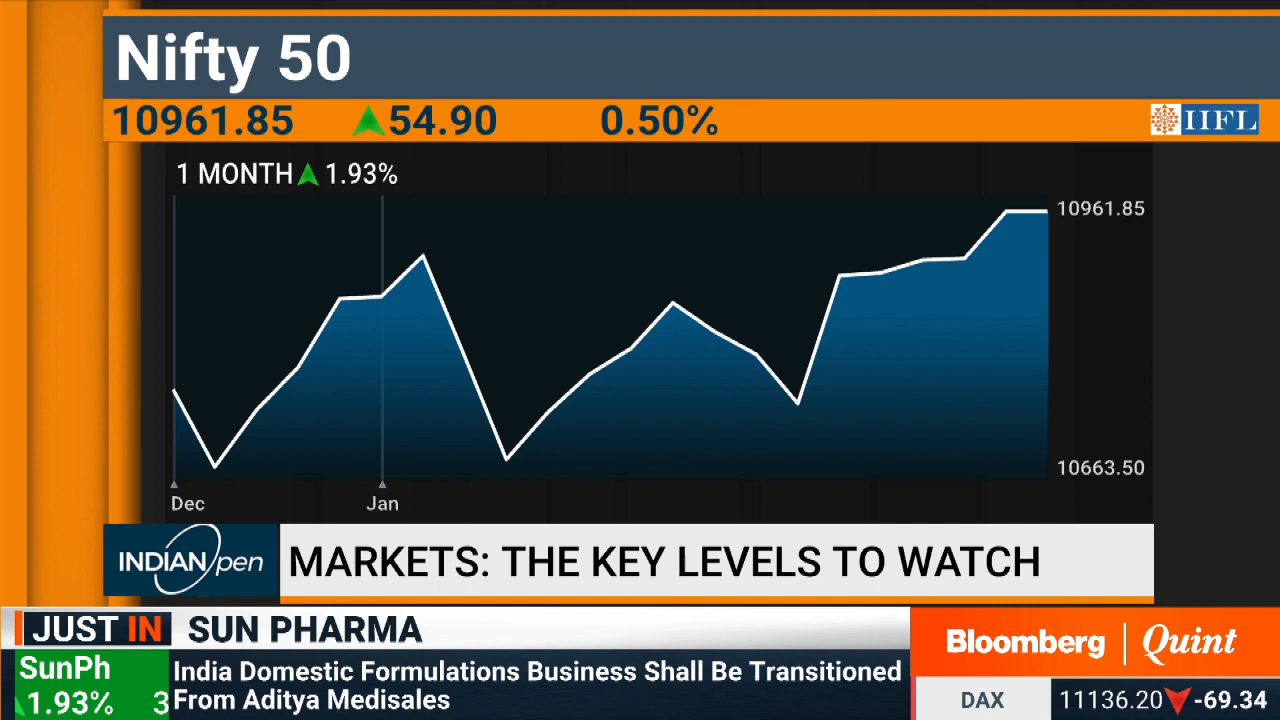 Nifty 50
10961.85 54.90 0.50%
IIFL
1 MONTH 1.93%
10961.85
10663.50
Dec Jan
INDIAN Open
MARKETS: THE KEY LEVELS TO WATCH
JUST IN SUN PHARMA
SunPh
1.93% 3
India Domestic Formulations Business Shall Be Transitioned
From Aditya Medisales
Bloomberg | Quint
DAX 11136.20 -69.34